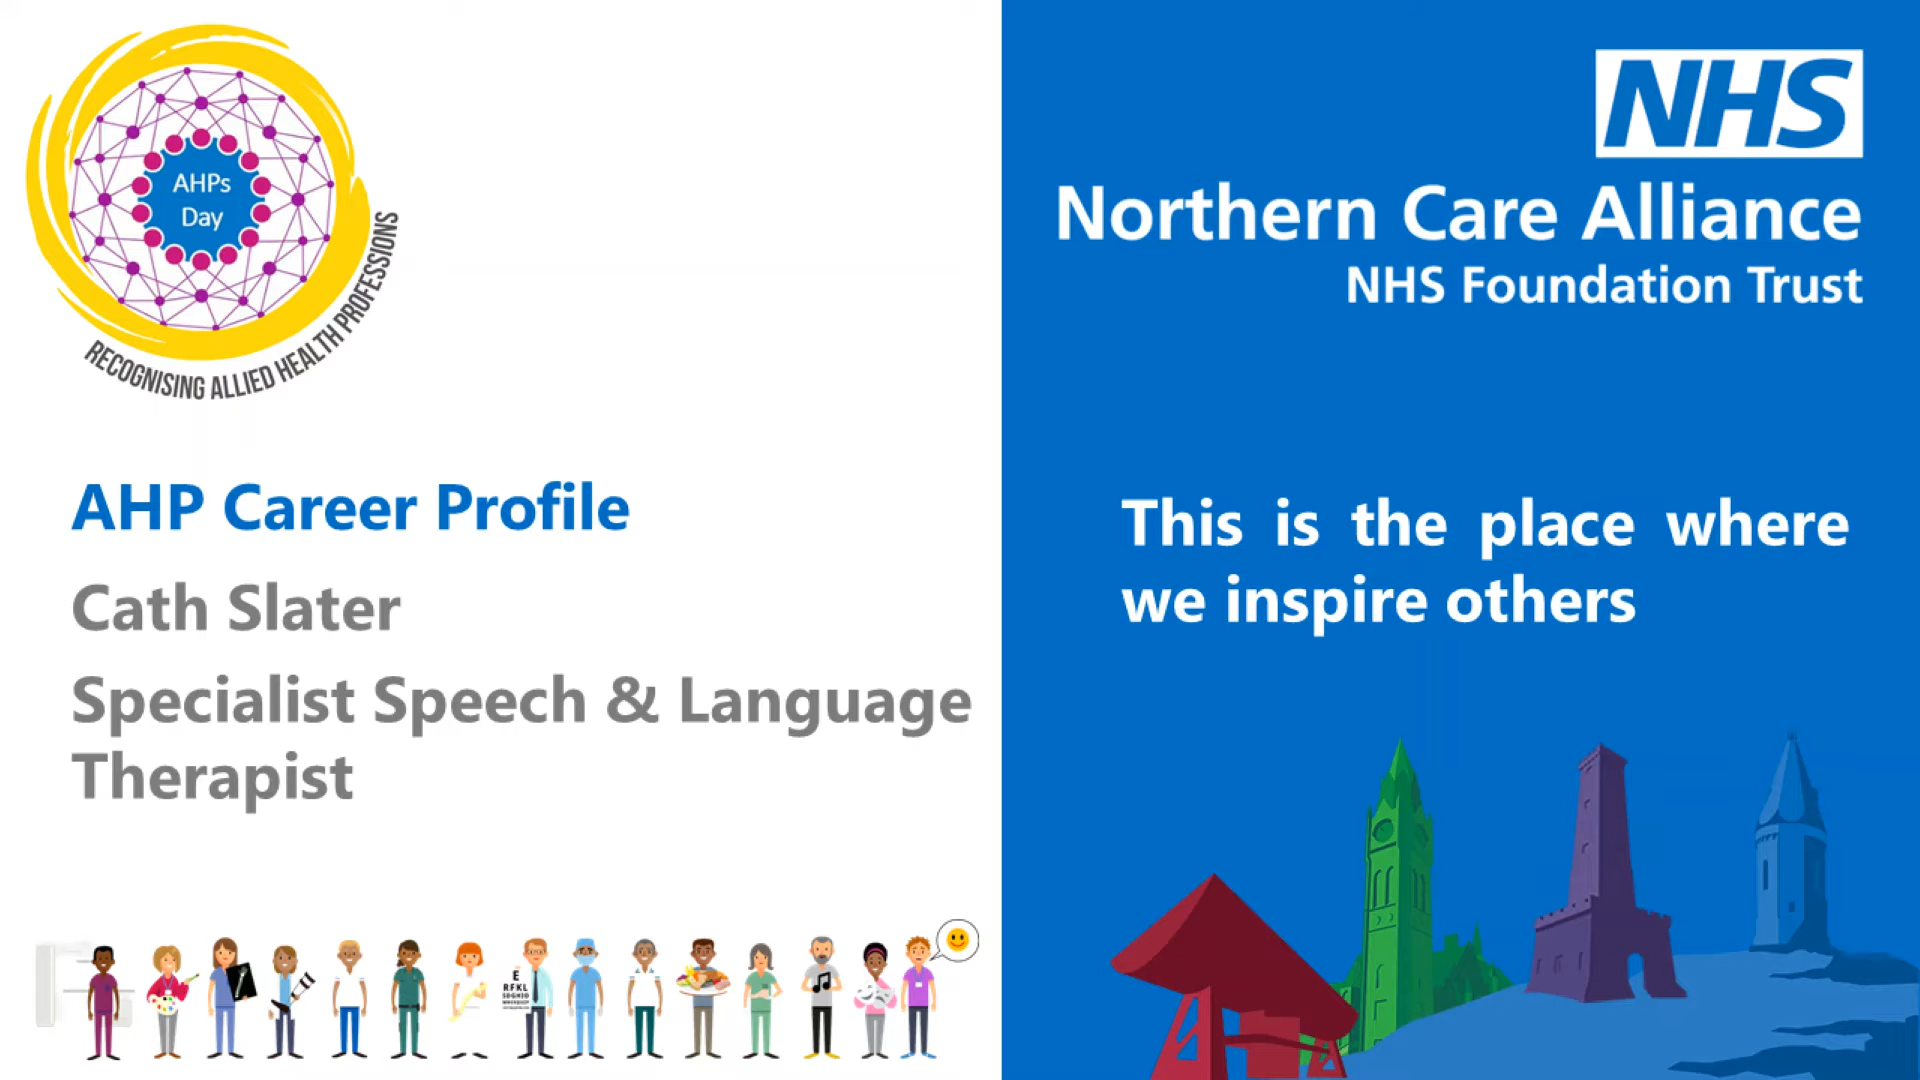 AHPs
Day
RECOGNISING ALLIED HEALTH PROFESSIONS
AHP Career Profile
Cath Slater
Specialist Speech & Language
Therapist
E
RFKL
NHS
Northern Care Alliance
NHS Foundation Trust
This is the place where
we inspire others